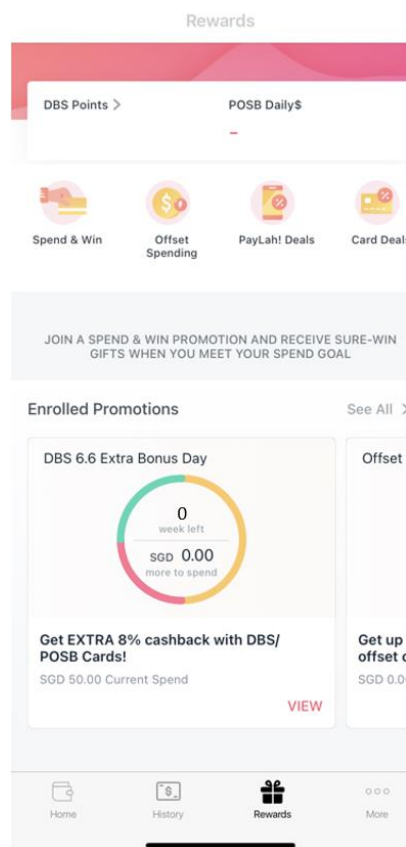 Rewards
DBS Points >
POSB Daily$
–
Spend & Win
Offset
Spending
PayLah! Deals
Card Deals
JOIN A SPEND & WIN PROMOTION AND RECEIVE SURE-WIN
GIFTS WHEN YOU MEET YOUR SPEND GOAL
Enrolled Promotions
See All >
DBS 6.6 Extra Bonus Day
0
week left
SGD 0.00
more to spend
Get EXTRA 8% cashback with DBS/
POSB Cards!
SGD 50.00 Current Spend
VIEW
Offset
Get up
offset
SGD 0.0
Home
History
Rewards
More